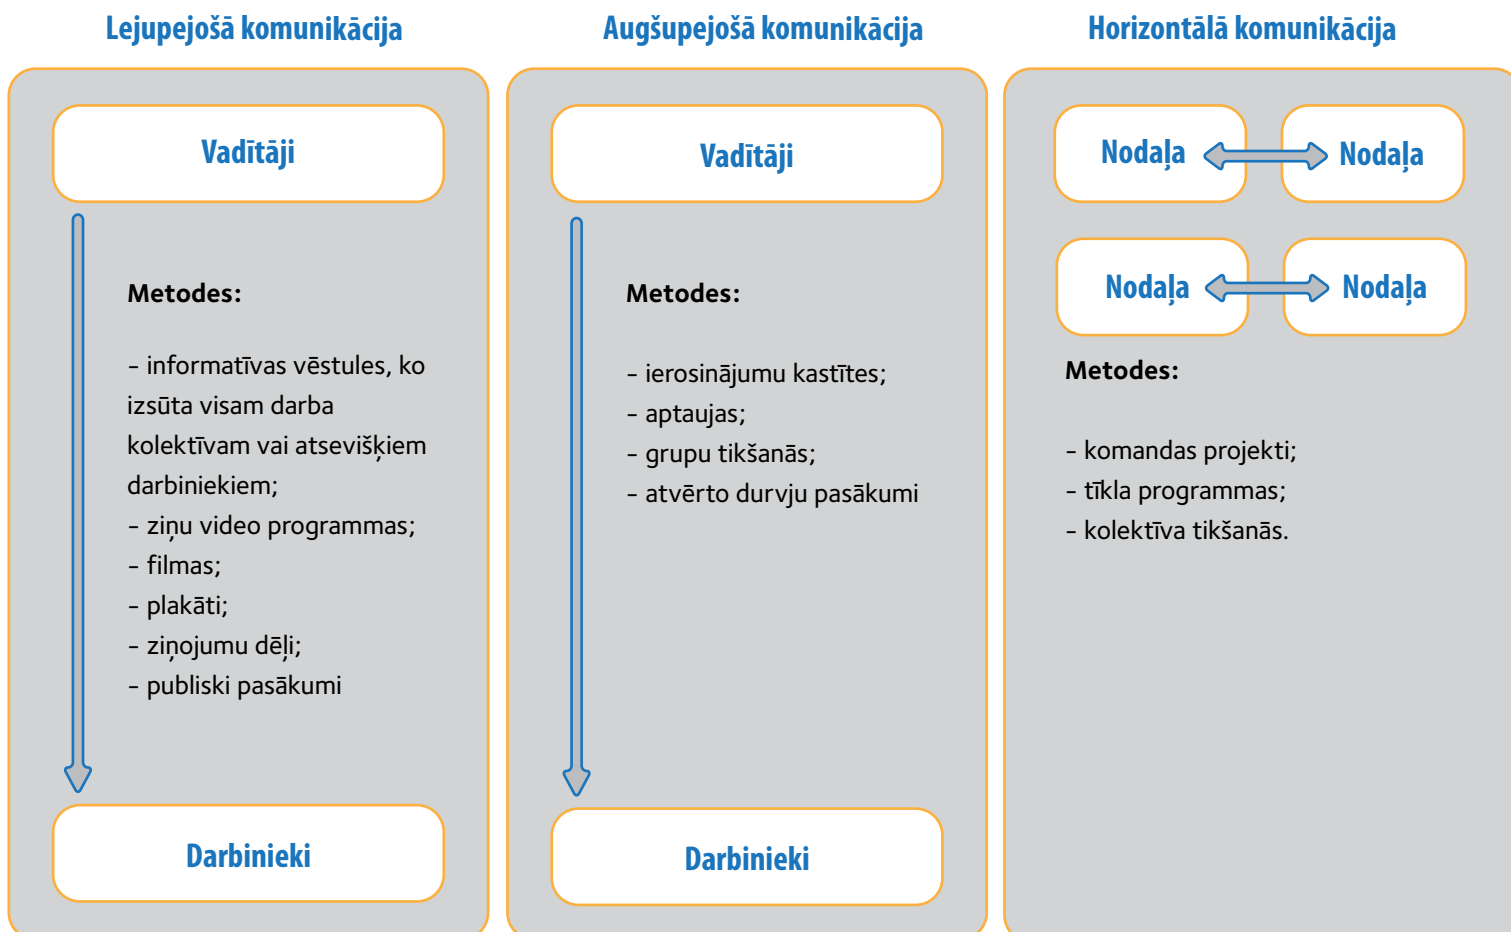 Lejupejošā komunikācija
Vadītāji
Metodes:
- informatīvas vēstules, ko
izsūta visam darba
kolektīvam vai atsevišķiem
darbiniekiem;
- ziņu video programmas;
- filmas;
- plakāti;
- ziņojumu dēļi;
- publiski pasākumi
Darbinieki
Augšupejošā komunikācija
Vadītāji
Metodes:
- ierosinājumu kastītes;
- aptaujas;
- grupu tikšanās;
- atvērto durvju pasākumi
Darbinieki
Horizontālā komunikācija
Nodaļa Nodaļa
Nodaļa Nodaļa
Metodes:
- komandas projekti;
- tīkla programmas;
- kolektīva tikšanās.